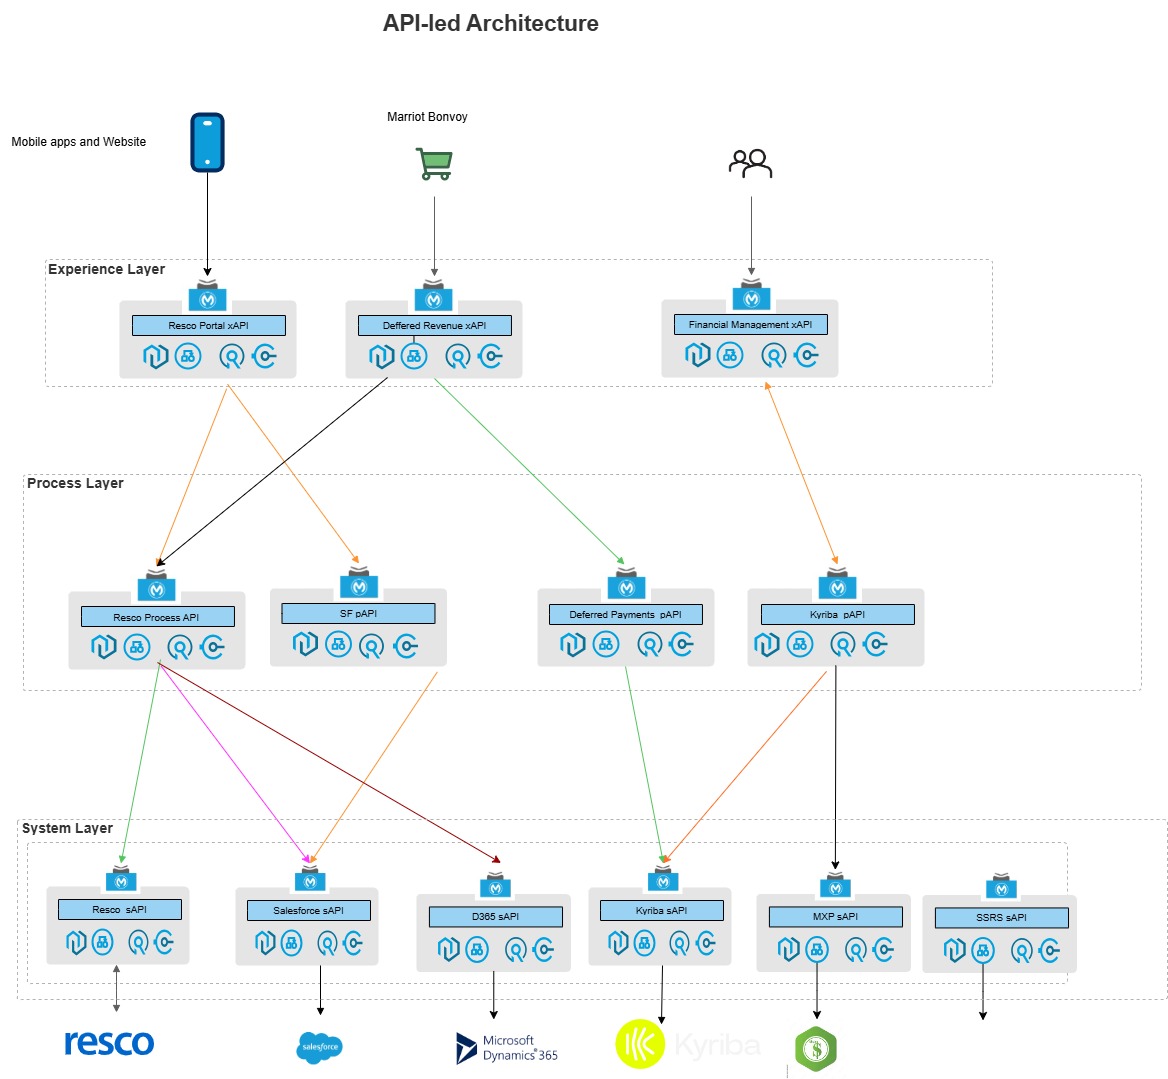 API-led Architecture
Marriot Bonvoy
Mobile apps and Website
Experience Layer
Resco Portal xAPI
Deffered Revenue xAPI
Financial Management xAPI
Process Layer
Resco Process API
SF pAPI
Deferred Payments pAPI
Kyriba pAPI
System Layer
Resco sAPI
Salesforce sAPI
D365 sAPI
Kyriba sAPI
MXP sAPI
SSRS sAPI
resco
salesforce
Microsoft
Dynamics 365
Kyriba
$